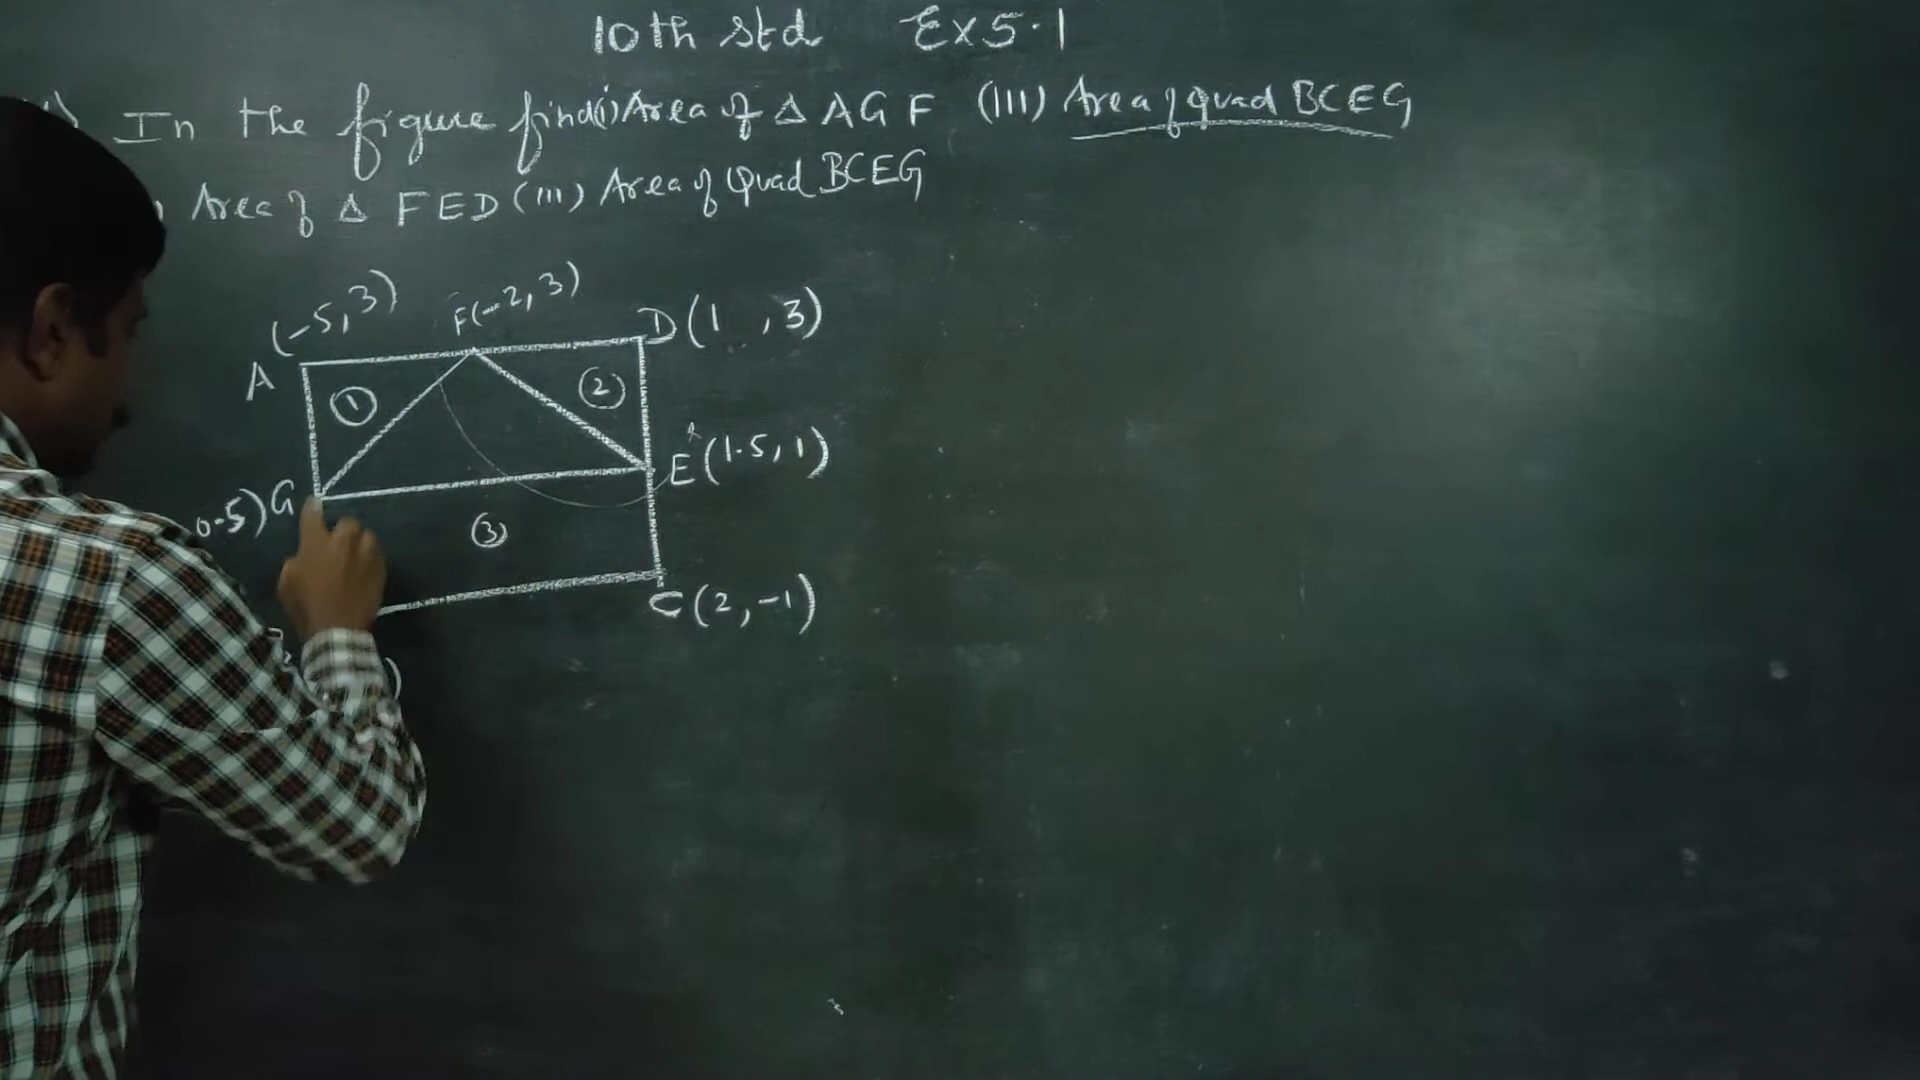 10th std Ex 5.1
In the figure find(i) Area of Δ AGF (III) Area of quad BCEG
Area of Δ FED (III) Area of Quad BCEG
(-5,3) F(-2,3) D(1 ,3)
A
① ②
E(1.5,1)
0.5) G
③
C(2,-1)